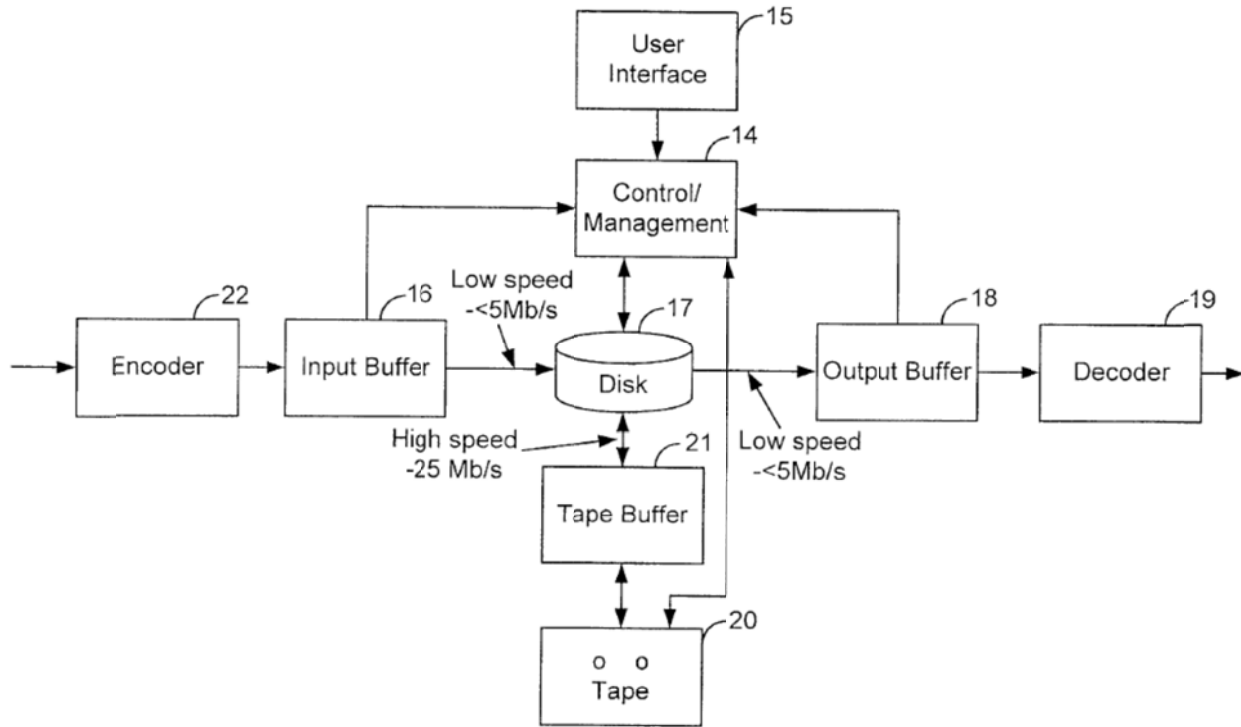 15
User
Interface
14
Control/
Management
22
Encoder
16
Input Buffer
Low speed
-<5Mb/s
17
Disk
18
Output Buffer
19
Decoder
High speed
-25 Mb/s
Low speed
-<5Mb/s
21
Tape Buffer
20
o o
Tape